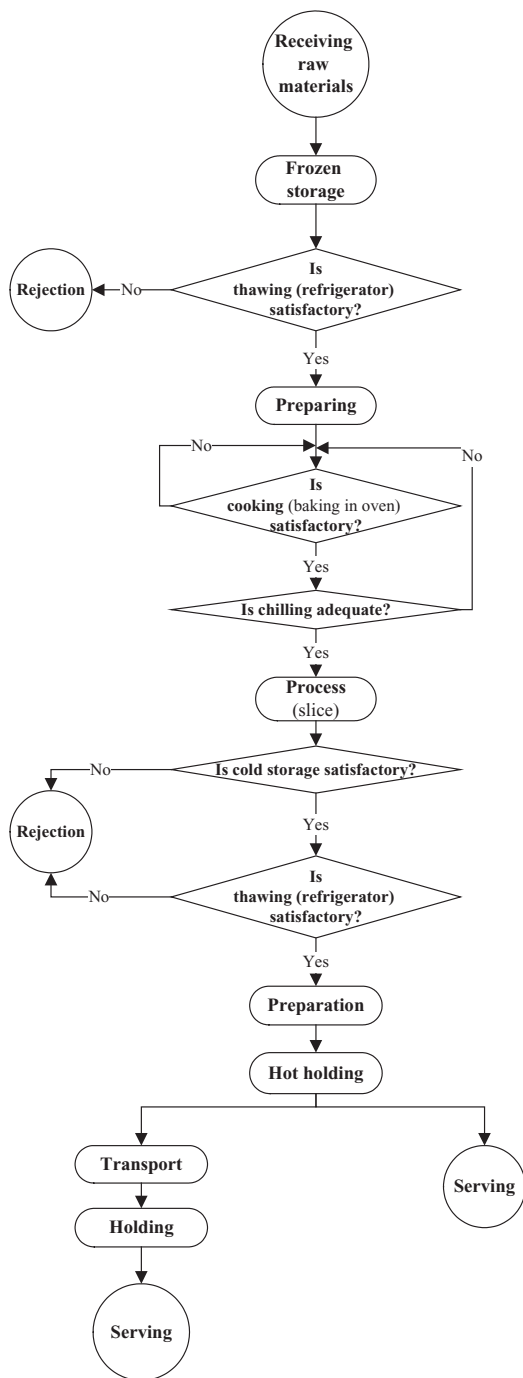 Receiving
raw
materials
Frozen
storage
Is
thawing (refrigerator)
satisfactory?
No
Rejection
Yes
Preparing
No
No
Is
cooking (baking in oven)
satisfactory?
Yes
Is chilling adequate?
Yes
Process
(slice)
Is cold storage satisfactory?
No
Rejection
Yes
Is
thawing (refrigerator)
satisfactory?
No
Yes
Preparation
Hot holding
Transport
Serving
Holding
Serving